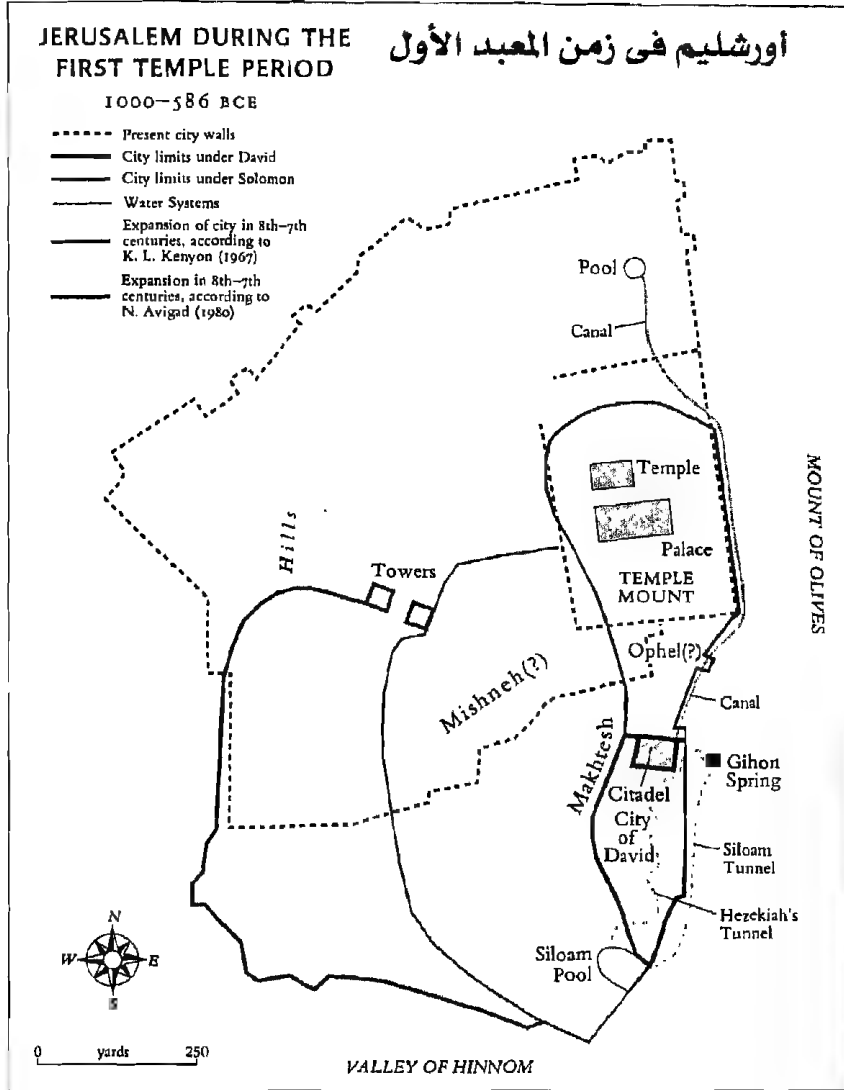 JERUSALEM DURING THE
FIRST TEMPLE PERIOD
1000–586 BCE
أورشليم فى زمن المعبد الأول
Present city walls
City limits under David
City limits under Solomon
Water Systems
Expansion of city in 8th–7th
centuries, according to
K. L. Kenyon (1967)
Expansion in 8th–7th
centuries, according to
N. Avigad (1980)
Pool
Canal
Temple
Palace
TEMPLE
MOUNT
MOUNT OF OLIVES
Hills
Towers
Mishneh(?)
Ophel(?)
Canal
Makhtesh
Gihon
Spring
Citadel
City
of
David
Siloam
Tunnel
Hezekiah's
Tunnel
Siloam
Pool
N
W E
S
0 yards 250
VALLEY OF HINNOM